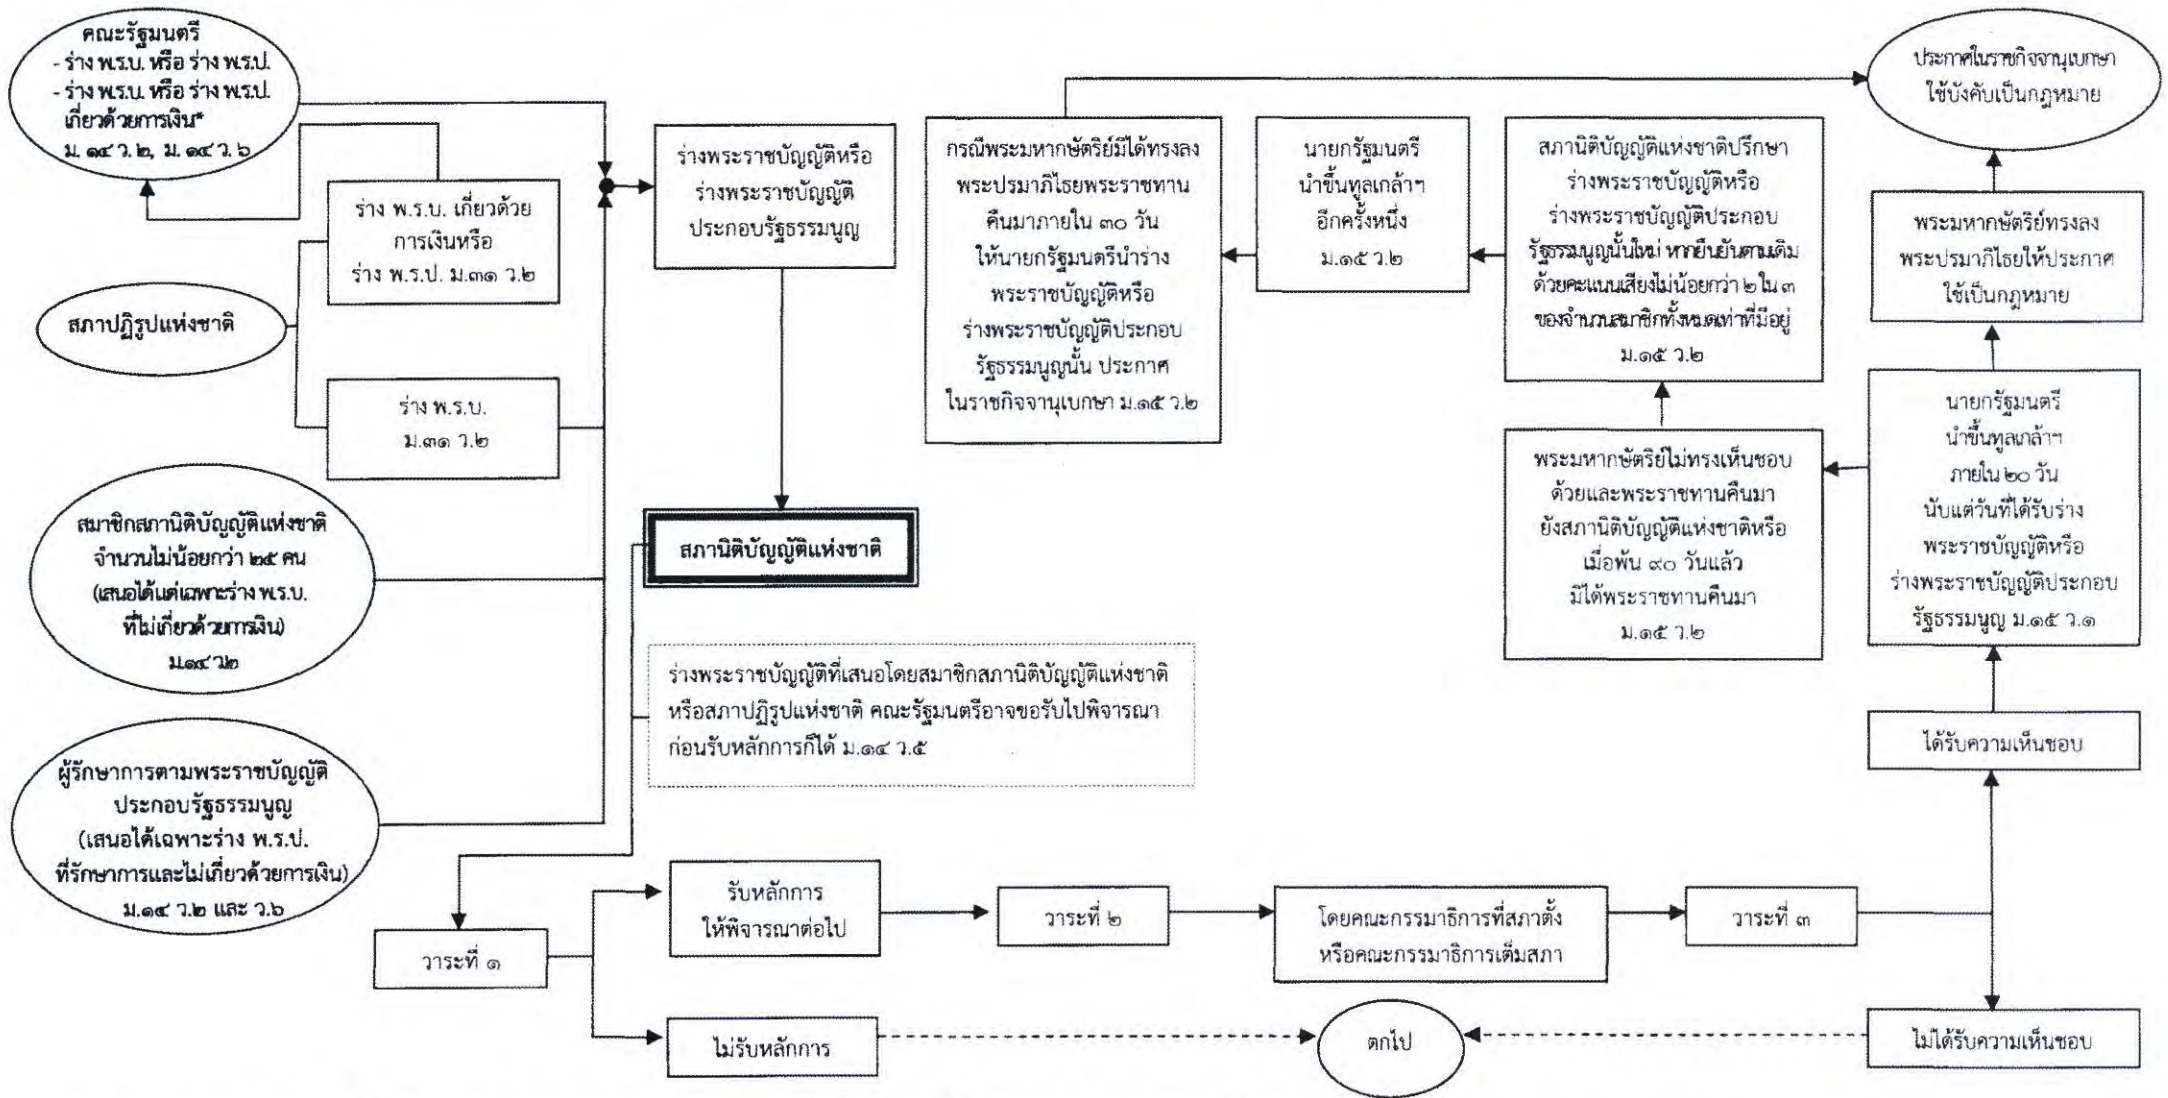 คณะรัฐมนตรี
- ร่าง พ.ร.บ. หรือ ร่าง พ.ร.ป.
- ร่าง พ.ร.บ. หรือ ร่าง พ.ร.ป.
เกี่ยวด้วยการเงิน*
ม. ๑๔ ว. ๒, ม. ๑๔ ว. ๖
ร่าง พ.ร.บ. เกี่ยวด้วย
การเงินหรือ
ร่าง พ.ร.ป. ม.๓๑ ว.๒
สภาปฏิรูปแห่งชาติ
ร่าง พ.ร.บ.
ม.๓๑ ว.๒
สมาชิกสภานิติบัญญัติแห่งชาติ
จำนวนไม่น้อยกว่า ๒๕ คน
(เสนอได้แต่เฉพาะร่าง พ.ร.บ.
ที่ไม่เกี่ยวด้วยการเงิน)
ม.๑๔ ว.๒
ผู้รักษาการตามพระราชบัญญัติ
ประกอบรัฐธรรมนูญ
(เสนอได้เฉพาะร่าง พ.ร.ป.
ที่รักษาการและไม่เกี่ยวด้วยการเงิน)
ม.๑๔ ว.๒ และ ว.๖
ร่างพระราชบัญญัติหรือ
ร่างพระราชบัญญัติ
ประกอบรัฐธรรมนูญ
สภานิติบัญญัติแห่งชาติ
ร่างพระราชบัญญัติที่เสนอโดยสมาชิกสภานิติบัญญัติแห่งชาติ
หรือสภาปฏิรูปแห่งชาติ คณะรัฐมนตรีอาจขอรับไปพิจารณา
ก่อนรับหลักการก็ได้ ม.๑๔ ว.๕
วาระที่ ๑
รับหลักการ
ให้พิจารณาต่อไป
ไม่รับหลักการ
วาระที่ ๒
โดยคณะกรรมาธิการที่สภาตั้ง
หรือคณะกรรมาธิการเต็มสภา
วาระที่ ๓
ตกไป
ไม่ได้รับความเห็นชอบ
ได้รับความเห็นชอบ
นายกรัฐมนตรี
นำขึ้นทูลเกล้าฯ
ภายใน ๒๐ วัน
นับแต่วันที่ได้รับร่าง
พระราชบัญญัติหรือ
ร่างพระราชบัญญัติประกอบ
รัฐธรรมนูญ ม.๑๕ ว.๑
พระมหากษัตริย์ทรงลง
พระปรมาภิไธยให้ประกาศ
ใช้เป็นกฎหมาย
ประกาศในราชกิจจานุเบกษา
ใช้บังคับเป็นกฎหมาย
พระมหากษัตริย์ไม่ทรงเห็นชอบ
ด้วยและพระราชทานคืนมา
ยังสภานิติบัญญัติแห่งชาติหรือ
เมื่อพ้น ๙๐ วันแล้ว
มิได้พระราชทานคืนมา
ม.๑๕ ว.๒
สภานิติบัญญัติแห่งชาติปรึกษา
ร่างพระราชบัญญัติหรือ
ร่างพระราชบัญญัติประกอบ
รัฐธรรมนูญนั้นใหม่ หากยืนยันตามเดิม
ด้วยคะแนนเสียงไม่น้อยกว่า ๒ ใน ๓
ของจำนวนสมาชิกทั้งหมดเท่าที่มีอยู่
ม.๑๕ ว.๒
นายกรัฐมนตรี
นำขึ้นทูลเกล้าฯ
อีกครั้งหนึ่ง
ม.๑๕ ว.๒
กรณีพระมหากษัตริย์มิได้ทรงลง
พระปรมาภิไธยพระราชทาน
คืนมาภายใน ๓๐ วัน
ให้นายกรัฐมนตรีนำร่าง
พระราชบัญญัติหรือ
ร่างพระราชบัญญัติประกอบ
รัฐธรรมนูญนั้น ประกาศ
ในราชกิจจานุเบกษา ม.๑๕ ว.๒